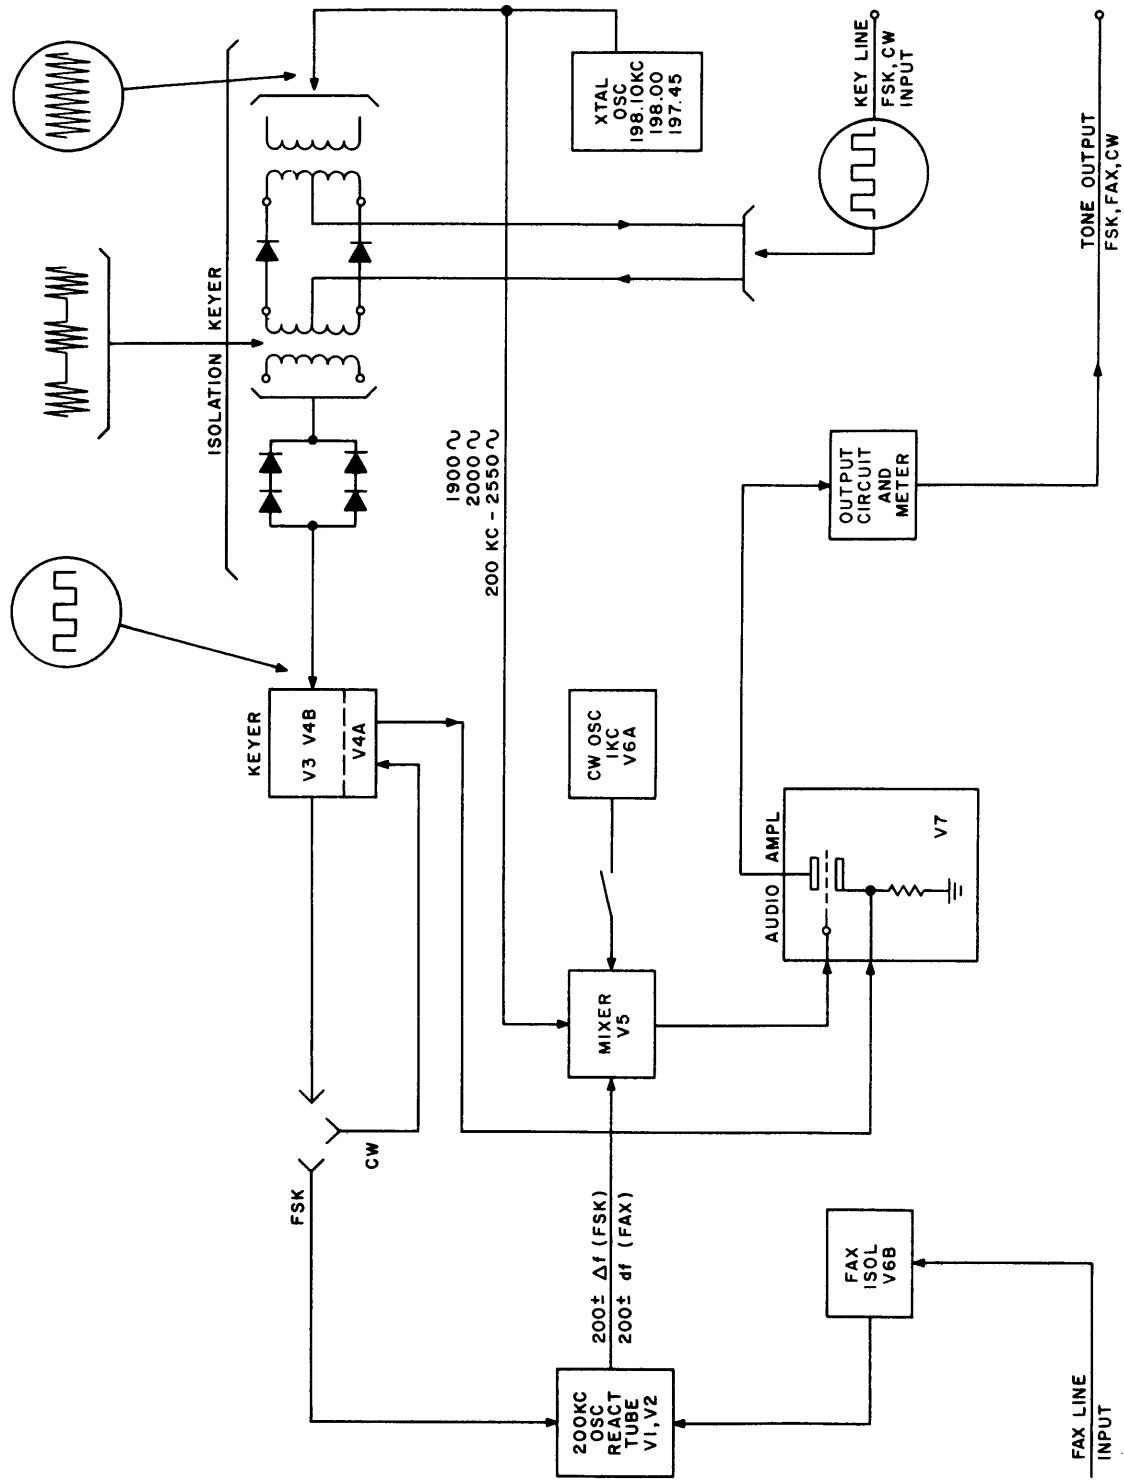 ISOLATION KEYER
XTAL
OSC
198.10KC
198.00
197.45
KEY LINE
FSK, CW
INPUT
TONE OUTPUT
FSK, FAX, CW
1900∿
2000∿
200 KC - 2550∿
OUTPUT
CIRCUIT
AND
METER
KEYER
V3 V4B
V4A
CW OSC
1KC
V6A
AUDIO AMPL
V7
MIXER
V5
FSK
CW
200± Δf (FSK)
200± df (FAX)
FAX
ISOL
V6B
200KC
OSC
REACT
TUBE
V1, V2
FAX LINE
INPUT